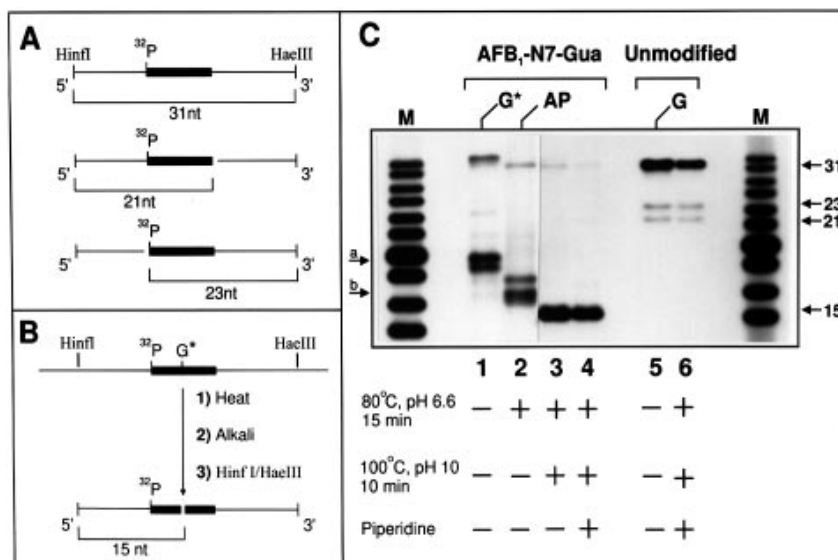 A
HinfI
32P
HaeIII
5'
3'
31nt
32P
5'
3'
21nt
32P
5'
3'
23nt
B
HinfI
32P
G*
HaeIII
1) Heat
2) Alkali
3) Hinf I/HaeIII
32P
5'
3'
15 nt
C
AFB1-N7-Gua
Unmodified
M
G*
AP
G
M
31
23
21
a
b
15
1 2 3 4 5 6
80°C, pH 6.6
15 min
− + + + − +
100°C, pH 10
10 min
− − + + − +
Piperidine
− − − + − +